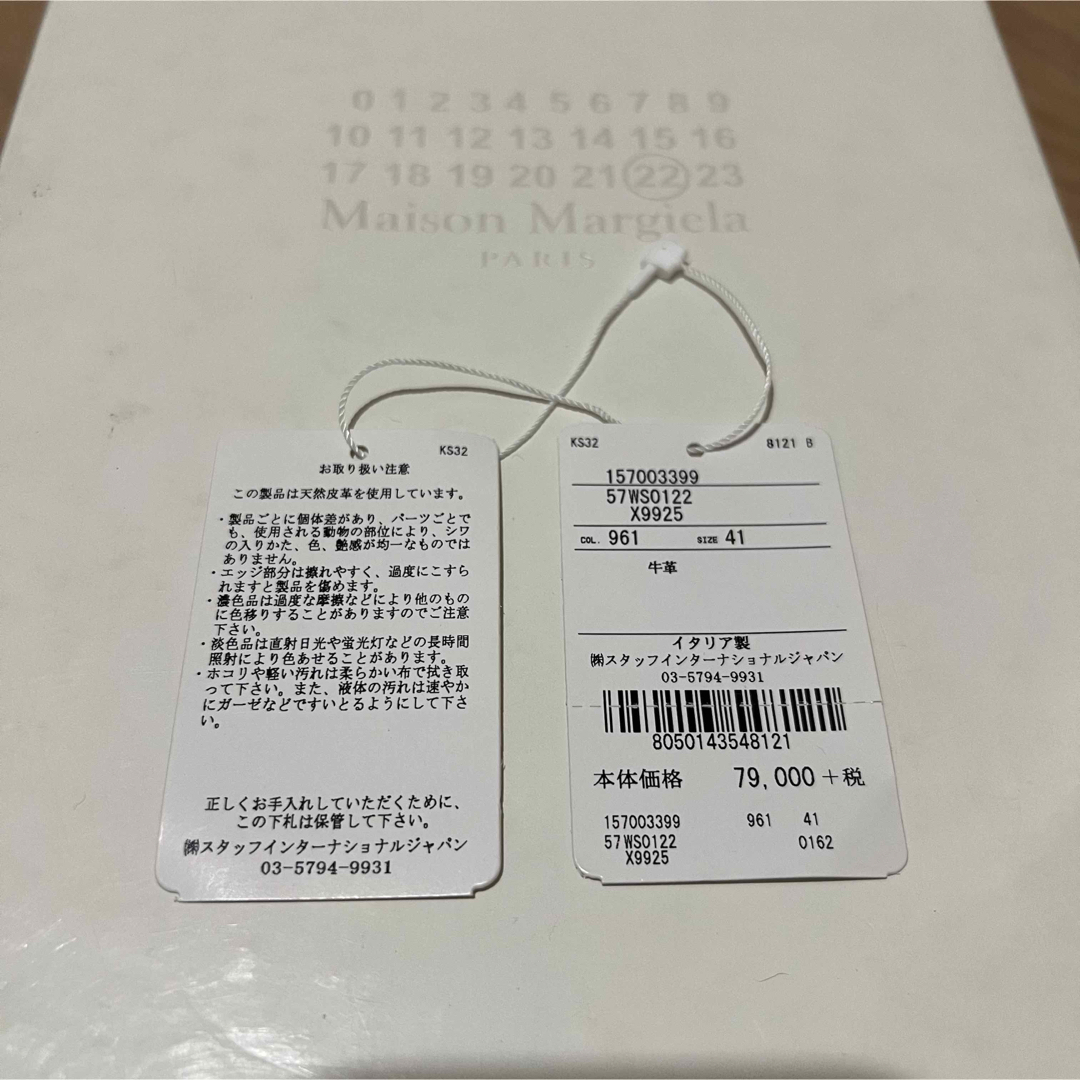 0 1 2 3 4 5 6 7 8 9
10 11 12 13 14 15 16
17 18 19 20 21 22 23
Maison Margiela
PARIS
KS32
お取り扱い注意
この製品は天然皮革を使用しています。
・製品ごとに個体差があり、パーツごとで
も、使用される動物の部位により、シワ
の入りかた、色、艶感が均一なものでは
ありません。
・エッジ部分は擦れやすく、過度にこすら
れますと製品を傷めます。
・濃色品は過度な摩擦などにより他のもの
に色移りすることがありますのでご注意
下さい。
・淡色品は直射日光や蛍光灯などの長時間
照射により色あせることがあります。
・ホコリや軽い汚れは柔らかい布で拭き取
って下さい。また、液体の汚れは速やか
にガーゼなどですいとるようにして下さ
い。
正しくお手入れしていただくために、
この下札は保管して下さい。
㈱スタッフインターナショナルジャパン
03-5794-9931
KS32 8121 B
157003399
57WS0122
X9925
COL. 961 SIZE 41
牛革
イタリア製
㈱スタッフインターナショナルジャパン
03-5794-9931
8050143548121
本体価格 79,000+税
157003399 961 41
57WS0122 0162
X9925